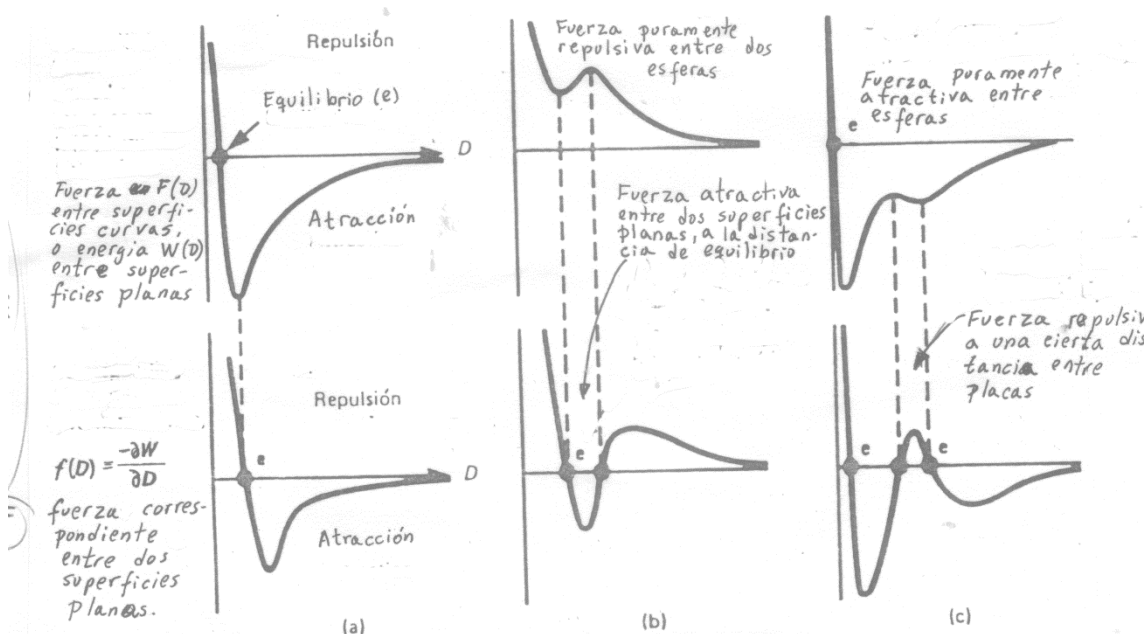 Repulsión
Equilibrio (e)
D
Atracción
Fuerza F(D)
entre superfi-
cies curvas,
o energía W(D)
entre super-
ficies planas
Fuerza puramente
repulsiva entre dos
esferas
Fuerza atractiva
entre dos superficies
planas, a la distan-
cia de equilibrio
Fuerza puramente
atractiva entre
esferas
e
Fuerza repulsiv
a una cierta dis
tancia entre
placas
Repulsión
e
D
Atracción
f(D) = -∂W/∂D
fuerza corres-
pondiente
entre dos
superficies
planas.
e
e
e
(a)
(b)
(c)